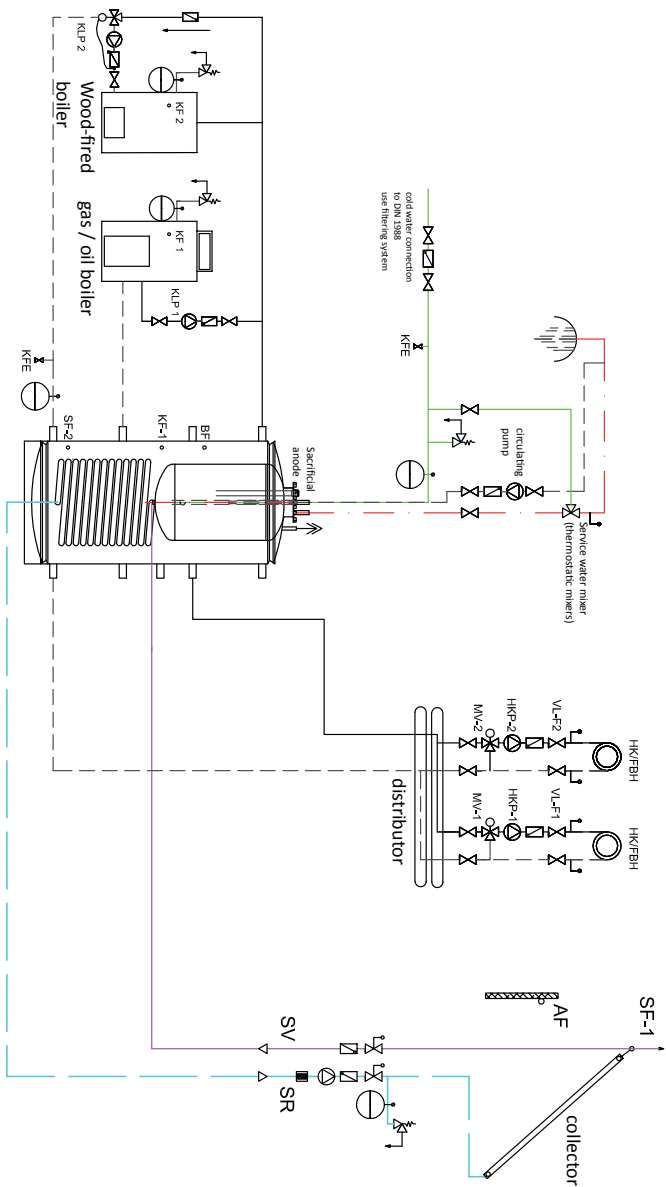 KLP 2
KF 2
Wood-fired
boiler
KF 1
gas / oil boiler
KLP 1
cold water connection
to DIN 1988
use filtering system
KFE
KFE
SF-2
KF-1
BF
Sacrificial
anode
circulating
pump
Service water mixer
(thermostatic mixers)
HK/FBH
VL-F2
HKP-2
MV-2
HK/FBH
VL-F1
HKP-1
MV-1
distributor
AF
SF-1
SV
SR
collector